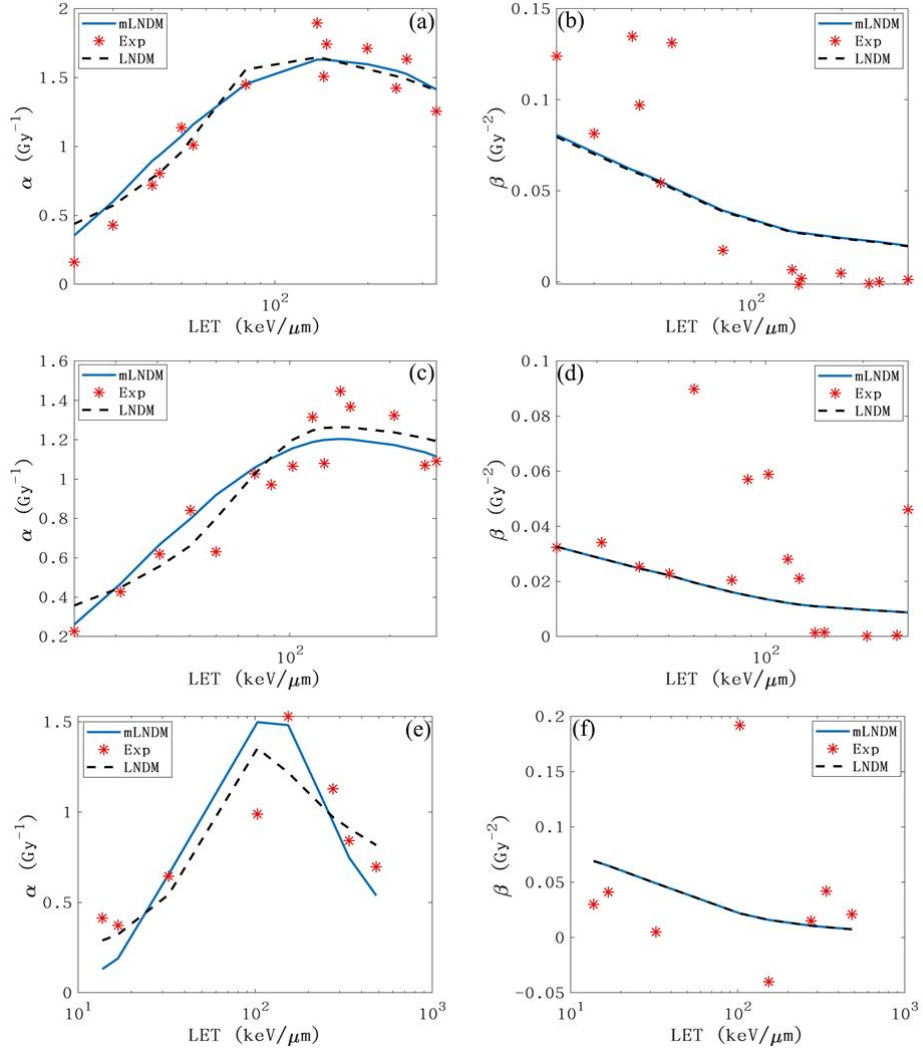 (a)
mLNDM
Exp
LNDM
2
1.5
1
0.5
0
α (Gy⁻¹)
10²
LET (keV/μm)
(b)
mLNDM
Exp
LNDM
0.15
0.1
0.05
0
β (Gy⁻²)
10²
LET (keV/μm)
(c)
mLNDM
Exp
LNDM
1.6
1.4
1.2
1
0.8
0.6
0.4
0.2
α (Gy⁻¹)
10²
LET (keV/μm)
(d)
mLNDM
Exp
LNDM
0.1
0.08
0.06
0.04
0.02
0
β (Gy⁻²)
10²
LET (keV/μm)
(e)
mLNDM
Exp
LNDM
1.5
1
0.5
0
α (Gy⁻¹)
10¹ 10² 10³
LET (keV/μm)
(f)
mLNDM
Exp
LNDM
0.2
0.15
0.1
0.05
0
-0.05
β (Gy⁻²)
10¹ 10² 10³
LET (keV/μm)